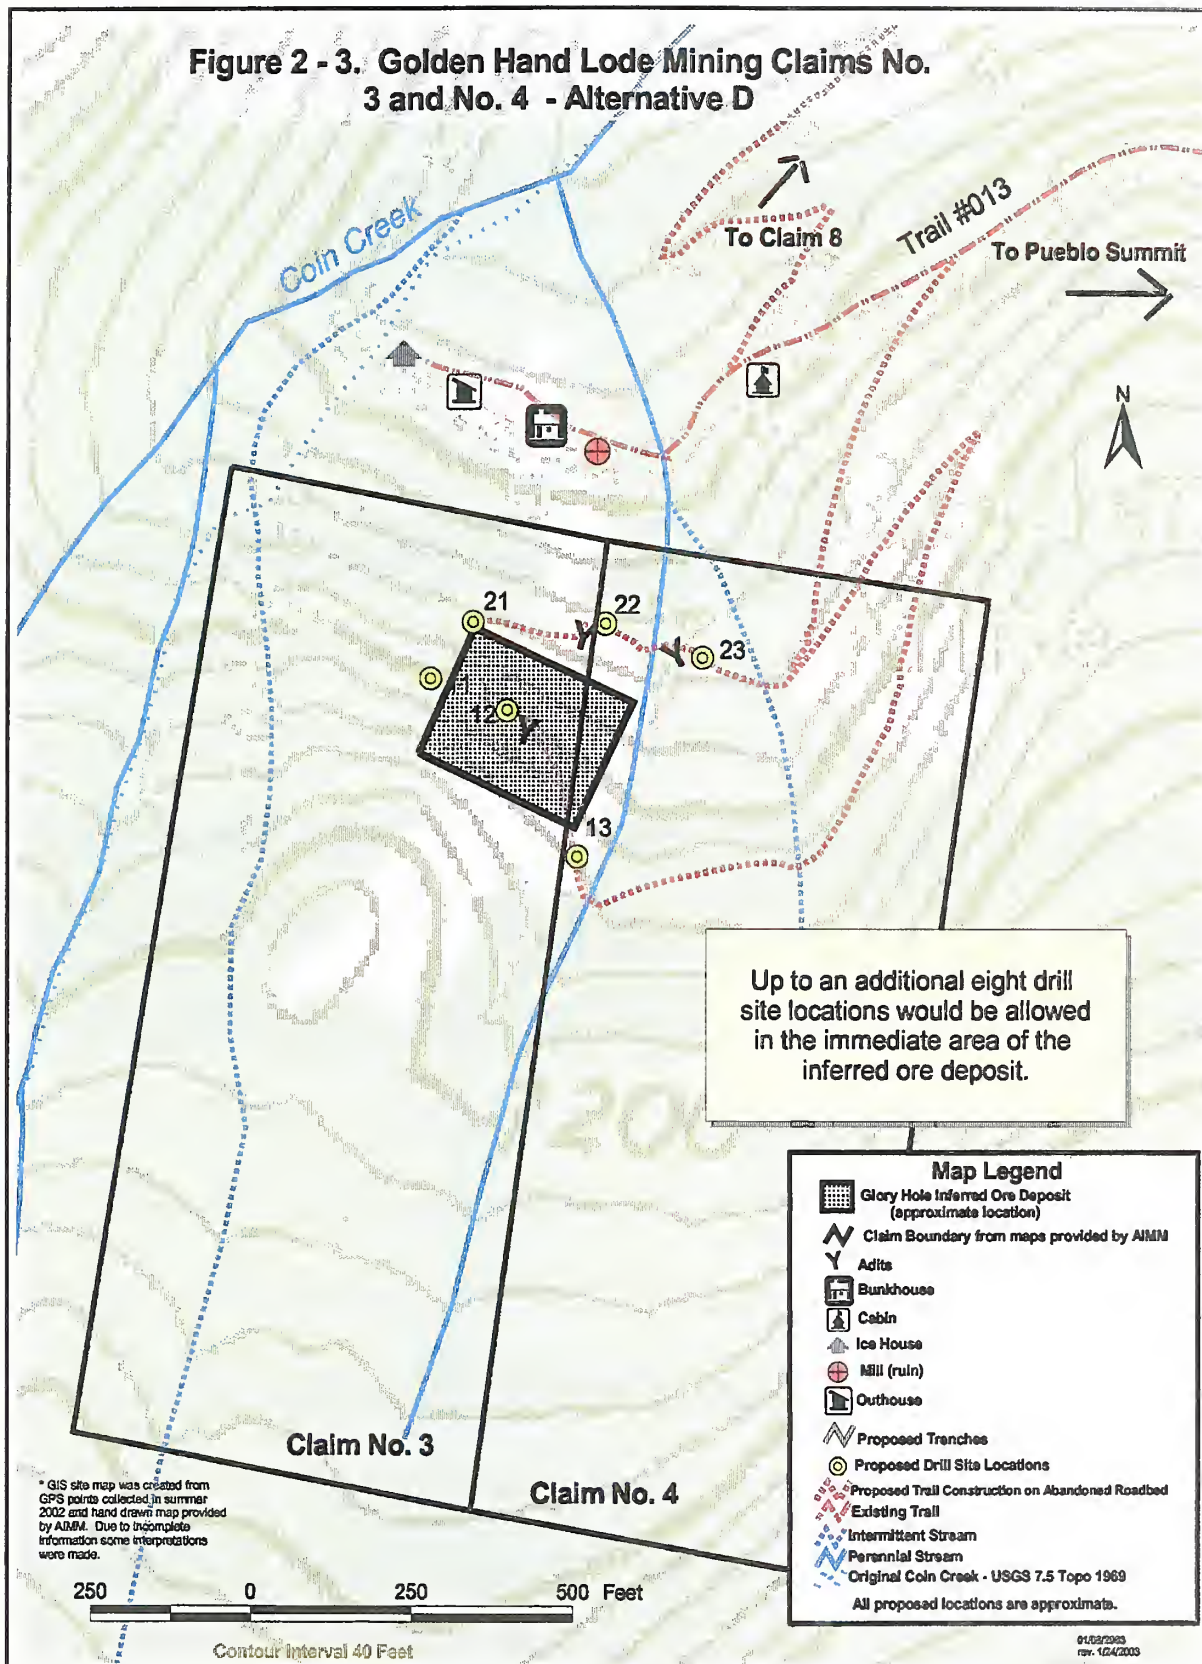 Figure 2 - 3. Golden Hand Lode Mining Claims No.
3 and No. 4 - Alternative D
Coin Creek
To Claim 8
Trail #013
To Pueblo Summit
N
21
22
23
1
12
13
Up to an additional eight drill
site locations would be allowed
in the immediate area of the
inferred ore deposit.
Claim No. 3
Claim No. 4
Map Legend
Glory Hole Inferred Ore Deposit
(approximate location)
Claim Boundary from maps provided by AIMM
Adits
Bunkhouse
Cabin
Ice House
Mill (ruin)
Outhouse
Proposed Trenches
Proposed Drill Site Locations
Proposed Trail Construction on Abandoned Roadbed
Existing Trail
Intermittent Stream
Perennial Stream
Original Coin Creek - USGS 7.5 Topo 1969
All proposed locations are approximate.
* GIS site map was created from
GPS points collected in summer
2002 and hand drawn map provided
by AIMM. Due to incomplete
information some interpretations
were made.
250 0 250 500 Feet
Contour Interval 40 Feet
rev. 1/24/2003